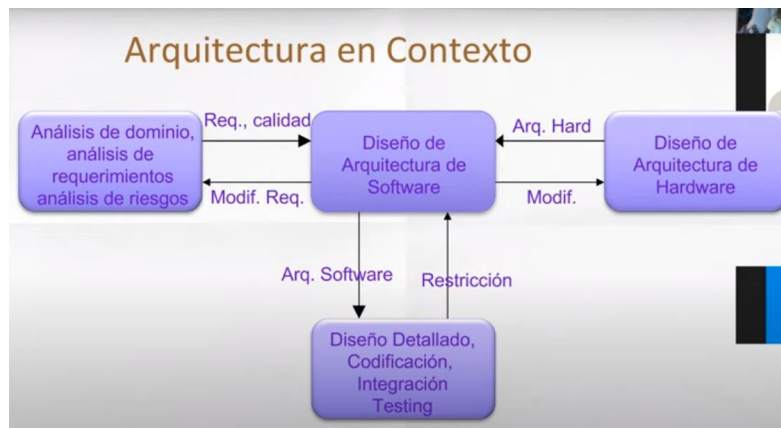 Arquitectura en Contexto
Análisis de dominio,
análisis de
requerimientos
análisis de riesgos
Req., calidad
Modif. Req.
Diseño de
Arquitectura de
Software
Arq. Hard
Modif.
Diseño de
Arquitectura de
Hardware
Arq. Software
Restricción
Diseño Detallado,
Codificación,
Integración
Testing